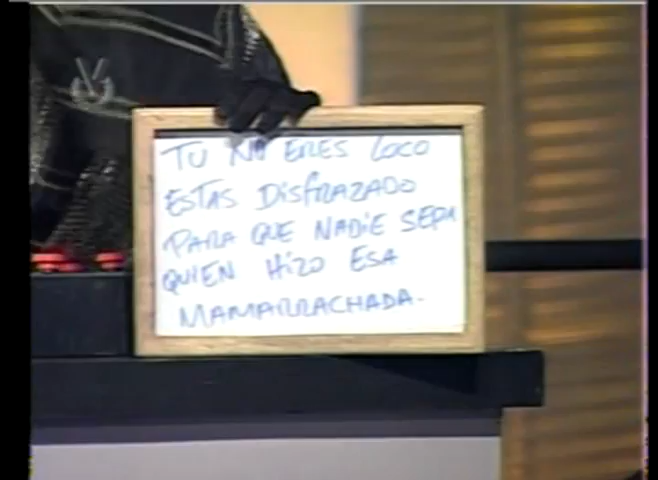 TU NO ERES LOCO
ESTAS DISFRAZADO
PARA QUE NADIE SEPA
QUIEN HIZO ESA
MAMARRACHADA.